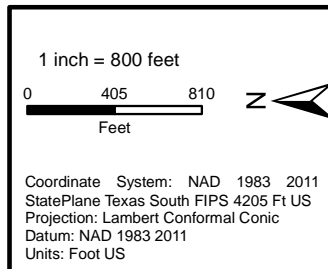 1 inch = 800 feet
0 405 810
Feet
N
Coordinate System: NAD 1983 2011
StatePlane Texas South FIPS 4205 Ft US
Projection: Lambert Conformal Conic
Datum: NAD 1983 2011
Units: Foot US